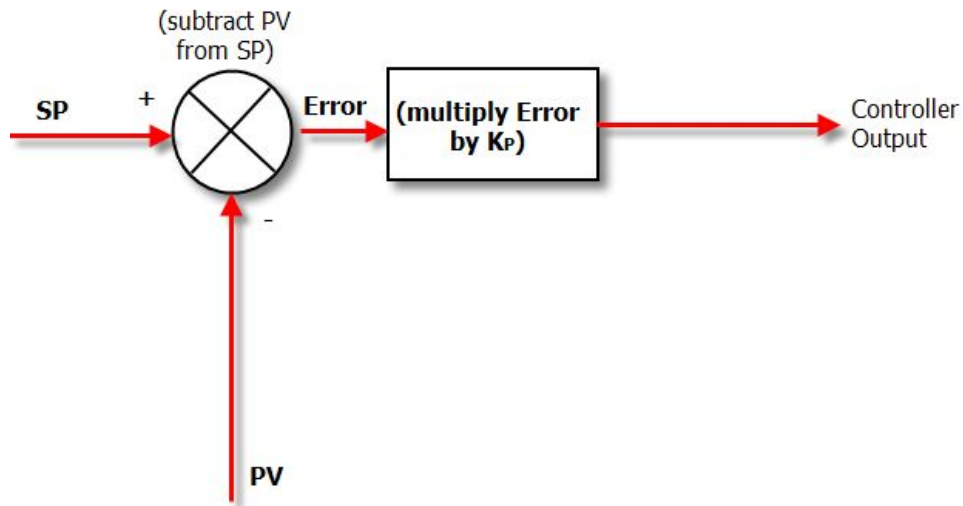 (subtract PV
from SP)
SP
+
Error
(multiply Error
by KP)
Controller
Output
-
PV